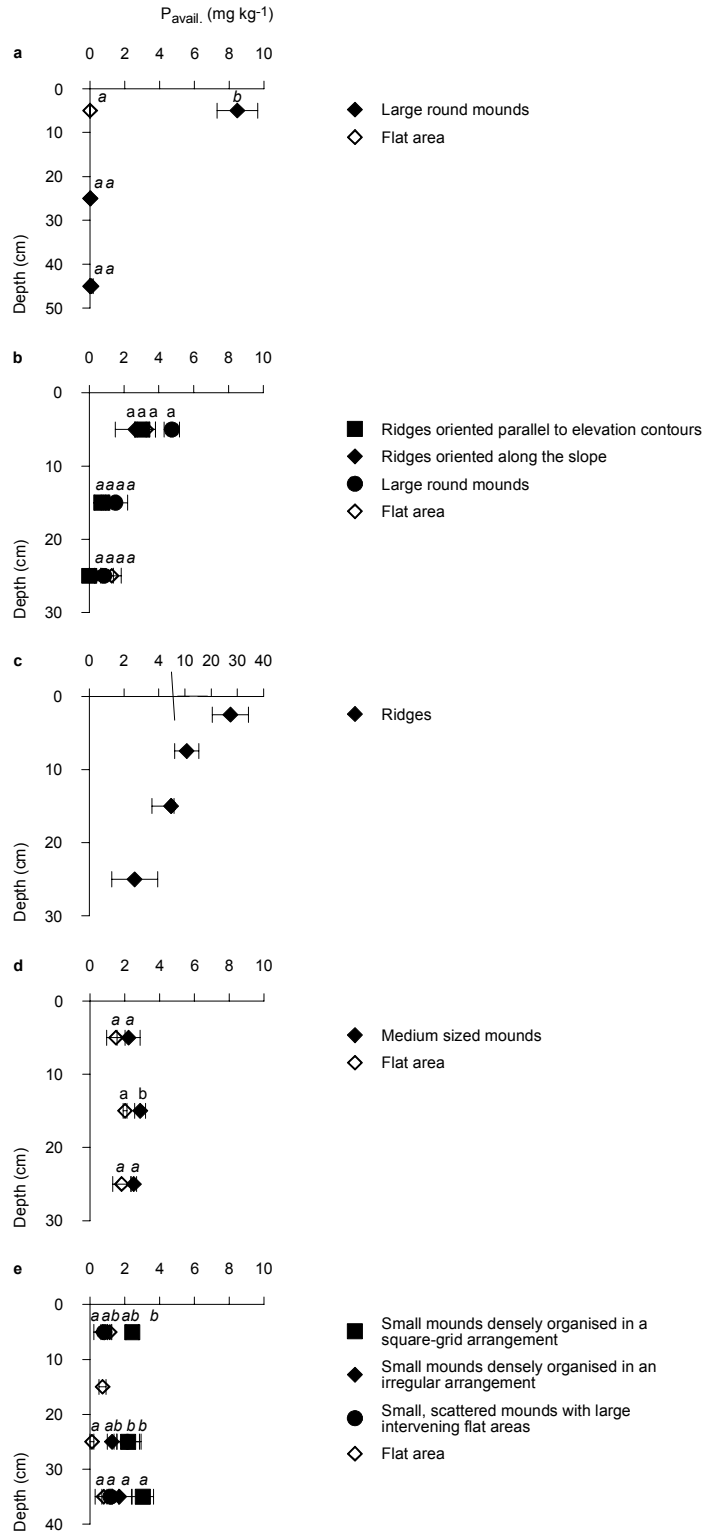 Pavail. (mg kg-1)
a 0 2 4 6 8 10
0 a b
10
20 a a
30
40 a a
50
Depth (cm)
Large round mounds
Flat area
b 0 2 4 6 8 10
0
a a a a
10
a a a a
20
a a a a
30
Depth (cm)
Ridges oriented parallel to elevation contours
Ridges oriented along the slope
Large round mounds
Flat area
c 0 2 4 10 20 30 40
0
10
20
30
Depth (cm)
Ridges
d 0 2 4 6 8 10
0
a a
10
a b
20
a a
30
Depth (cm)
Medium sized mounds
Flat area
e 0 2 4 6 8 10
0
a ab ab b
10
20
a ab b b
30
a a a a
40
Depth (cm)
Small mounds densely organised in a
square-grid arrangement
Small mounds densely organised in an
irregular arrangement
Small, scattered mounds with large
intervening flat areas
Flat area